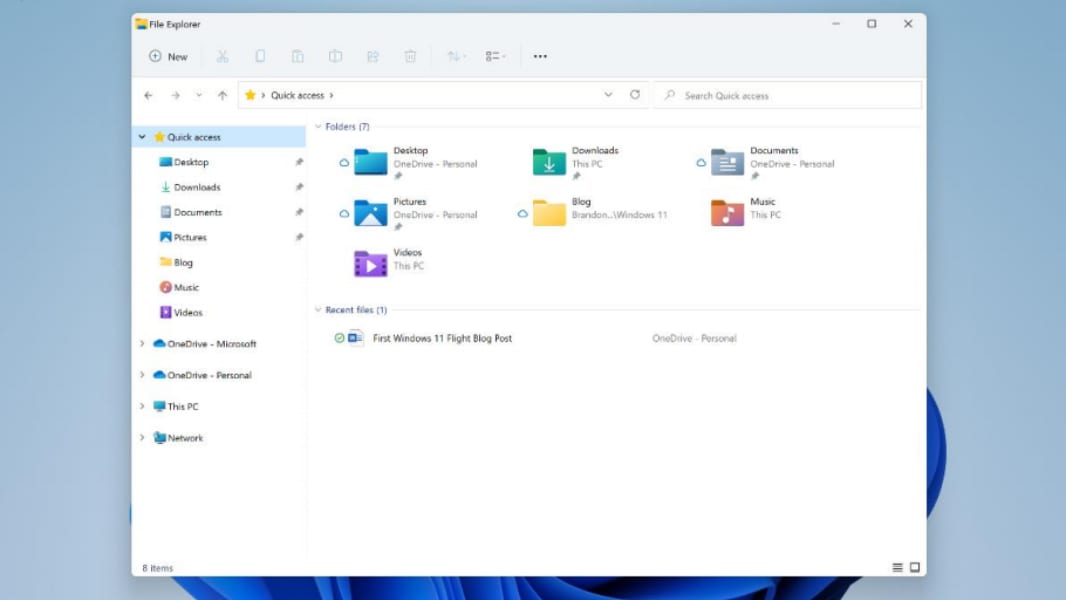 File Explorer
New
Quick access
Search Quick access
Quick access
Desktop
Downloads
Documents
Pictures
Blog
Music
Videos
OneDrive - Microsoft
OneDrive - Personal
This PC
Network
Folders (7)
Desktop
OneDrive - Personal
Downloads
This PC
Documents
OneDrive - Personal
Pictures
OneDrive - Personal
Blog
Brandon...\Windows 11
Music
This PC
Videos
This PC
Recent files (1)
First Windows 11 Flight Blog Post
OneDrive - Personal
8 items